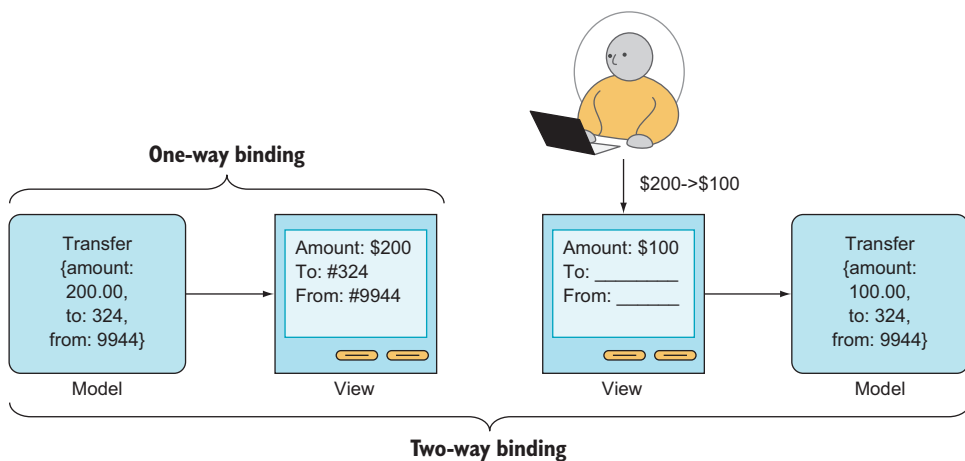 One-way binding
$200->$100
Transfer
{amount:
200.00,
to: 324,
from: 9944}
Model
Amount: $200
To: #324
From: #9944
View
Amount: $100
To: ________
From: ______
View
Transfer
{amount:
100.00,
to: 324,
from: 9944}
Model
Two-way binding